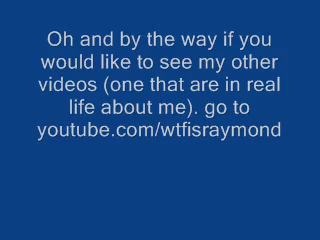 Oh and by the way if you
would like to see my other
videos (one that are in real
life about me). go to
youtube.com/wtfisraymond